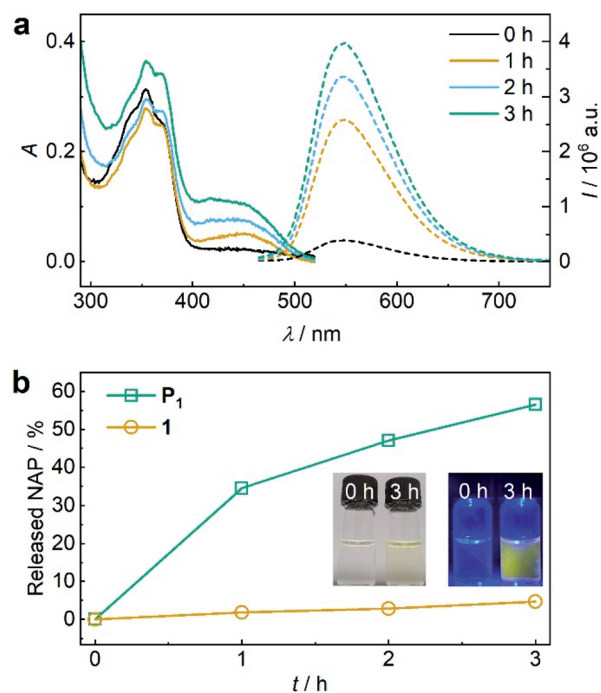 a
0.4
0.2
0.0
A
4
3
2
1
0
I / 10⁶ a.u.
0 h
1 h
2 h
3 h
300
400
500
600
700
λ / nm
b
60
50
40
30
20
10
0
Released NAP / %
P₁
1
0 h 3 h
0 h 3 h
0
1
2
3
t / h